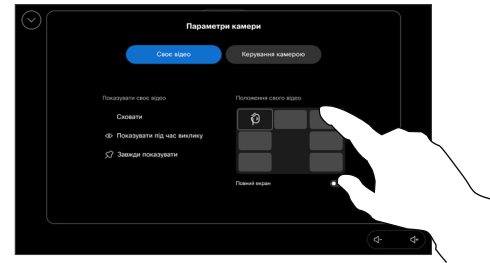 Параметри камери
Своє відео
Керування камерою
Показувати своє відео
Положення свого відео
Сховати
Показувати під час виклику
Завжди показувати
Повний екран